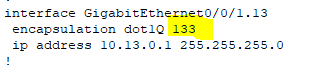 interface GigabitEthernet0/0/1.13
encapsulation dot1Q 133
ip address 10.13.0.1 255.255.255.0
!